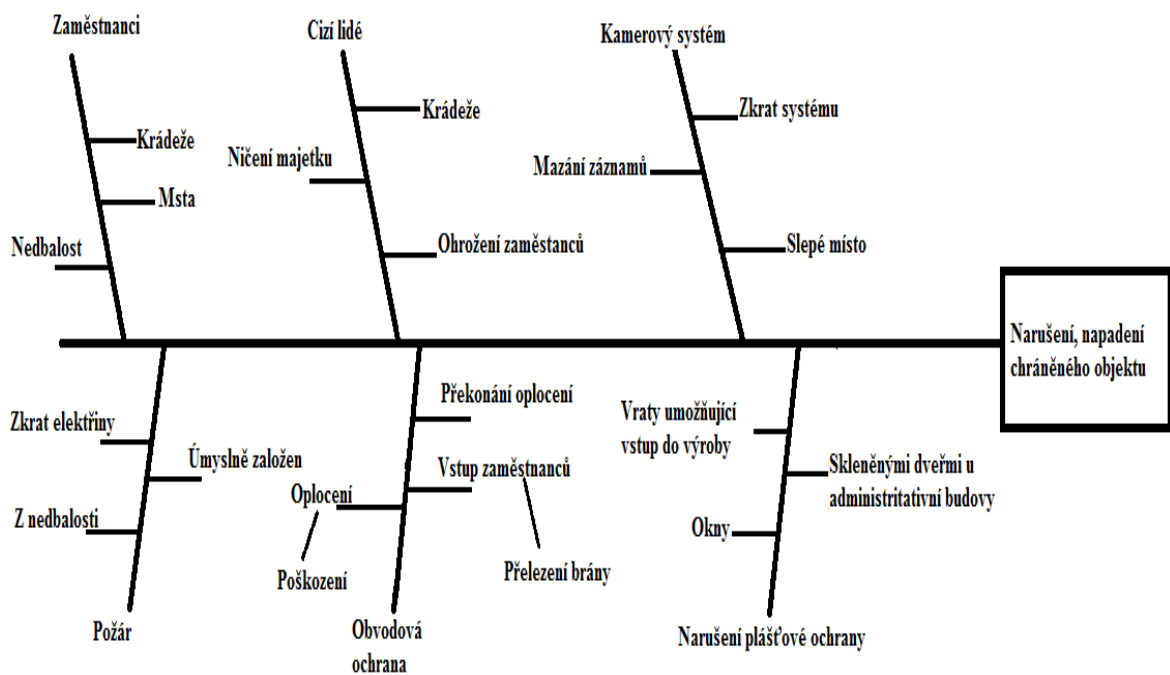 Zaměstnanci
Cizí lidé
Kamerový systém
Krádeže
Msta
Nedbalost
Krádeže
Ničení majetku
Ohrožení zaměstanců
Zkrat systému
Mazání záznamů
Slepé místo
Narušení, napadení
chráněného objektu
Zkrat elektřiny
Úmyslně založen
Z nedbalosti
Požár
Překonání oplocení
Vstup zaměstnanců
Oplocení
Poškození
Přelezení brány
Obvodová
ochrana
Vraty umožňující
vstup do výroby
Skleněnými dveřmi u
administritativní budovy
Okny
Narušení plášťové ochrany